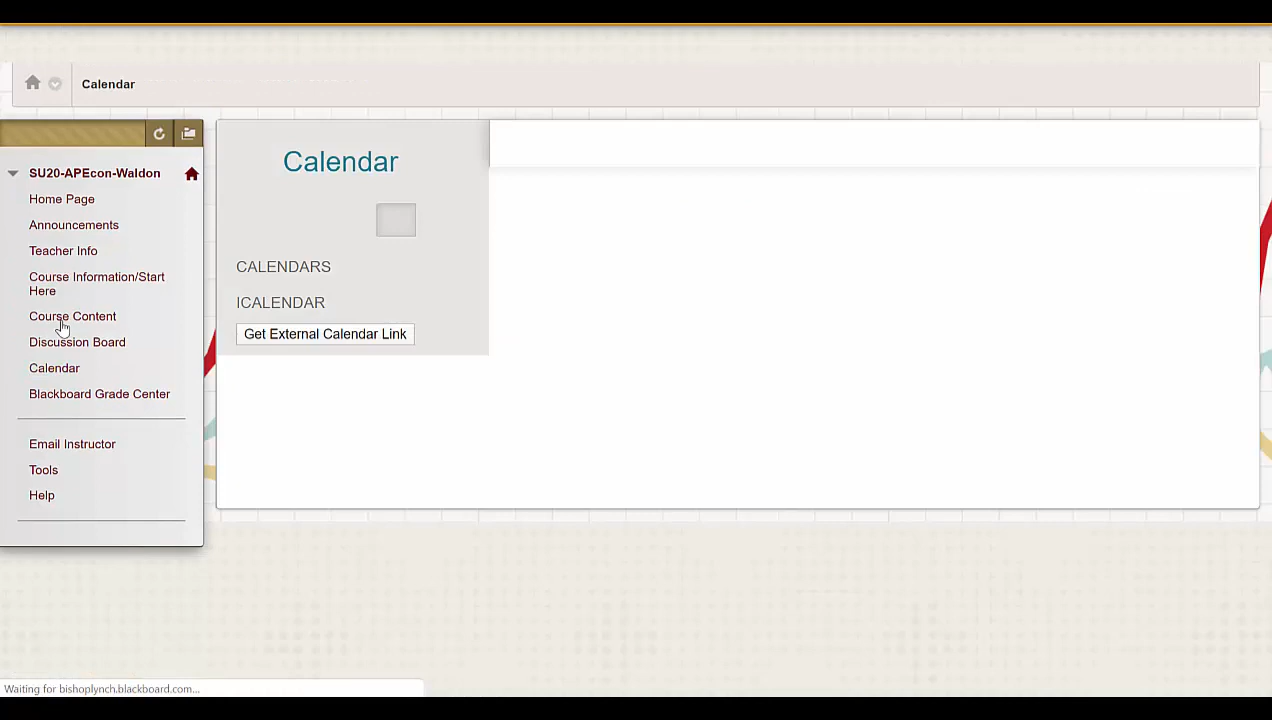 Calendar
SU20-APEcon-Waldon
Home Page
Announcements
Teacher Info
Course Information/Start
Here
Course Content
Discussion Board
Calendar
Blackboard Grade Center
Email Instructor
Tools
Help
Calendar
CALENDARS
ICALENDAR
Get External Calendar Link
Waiting for bishoplynch.blackboard.com...